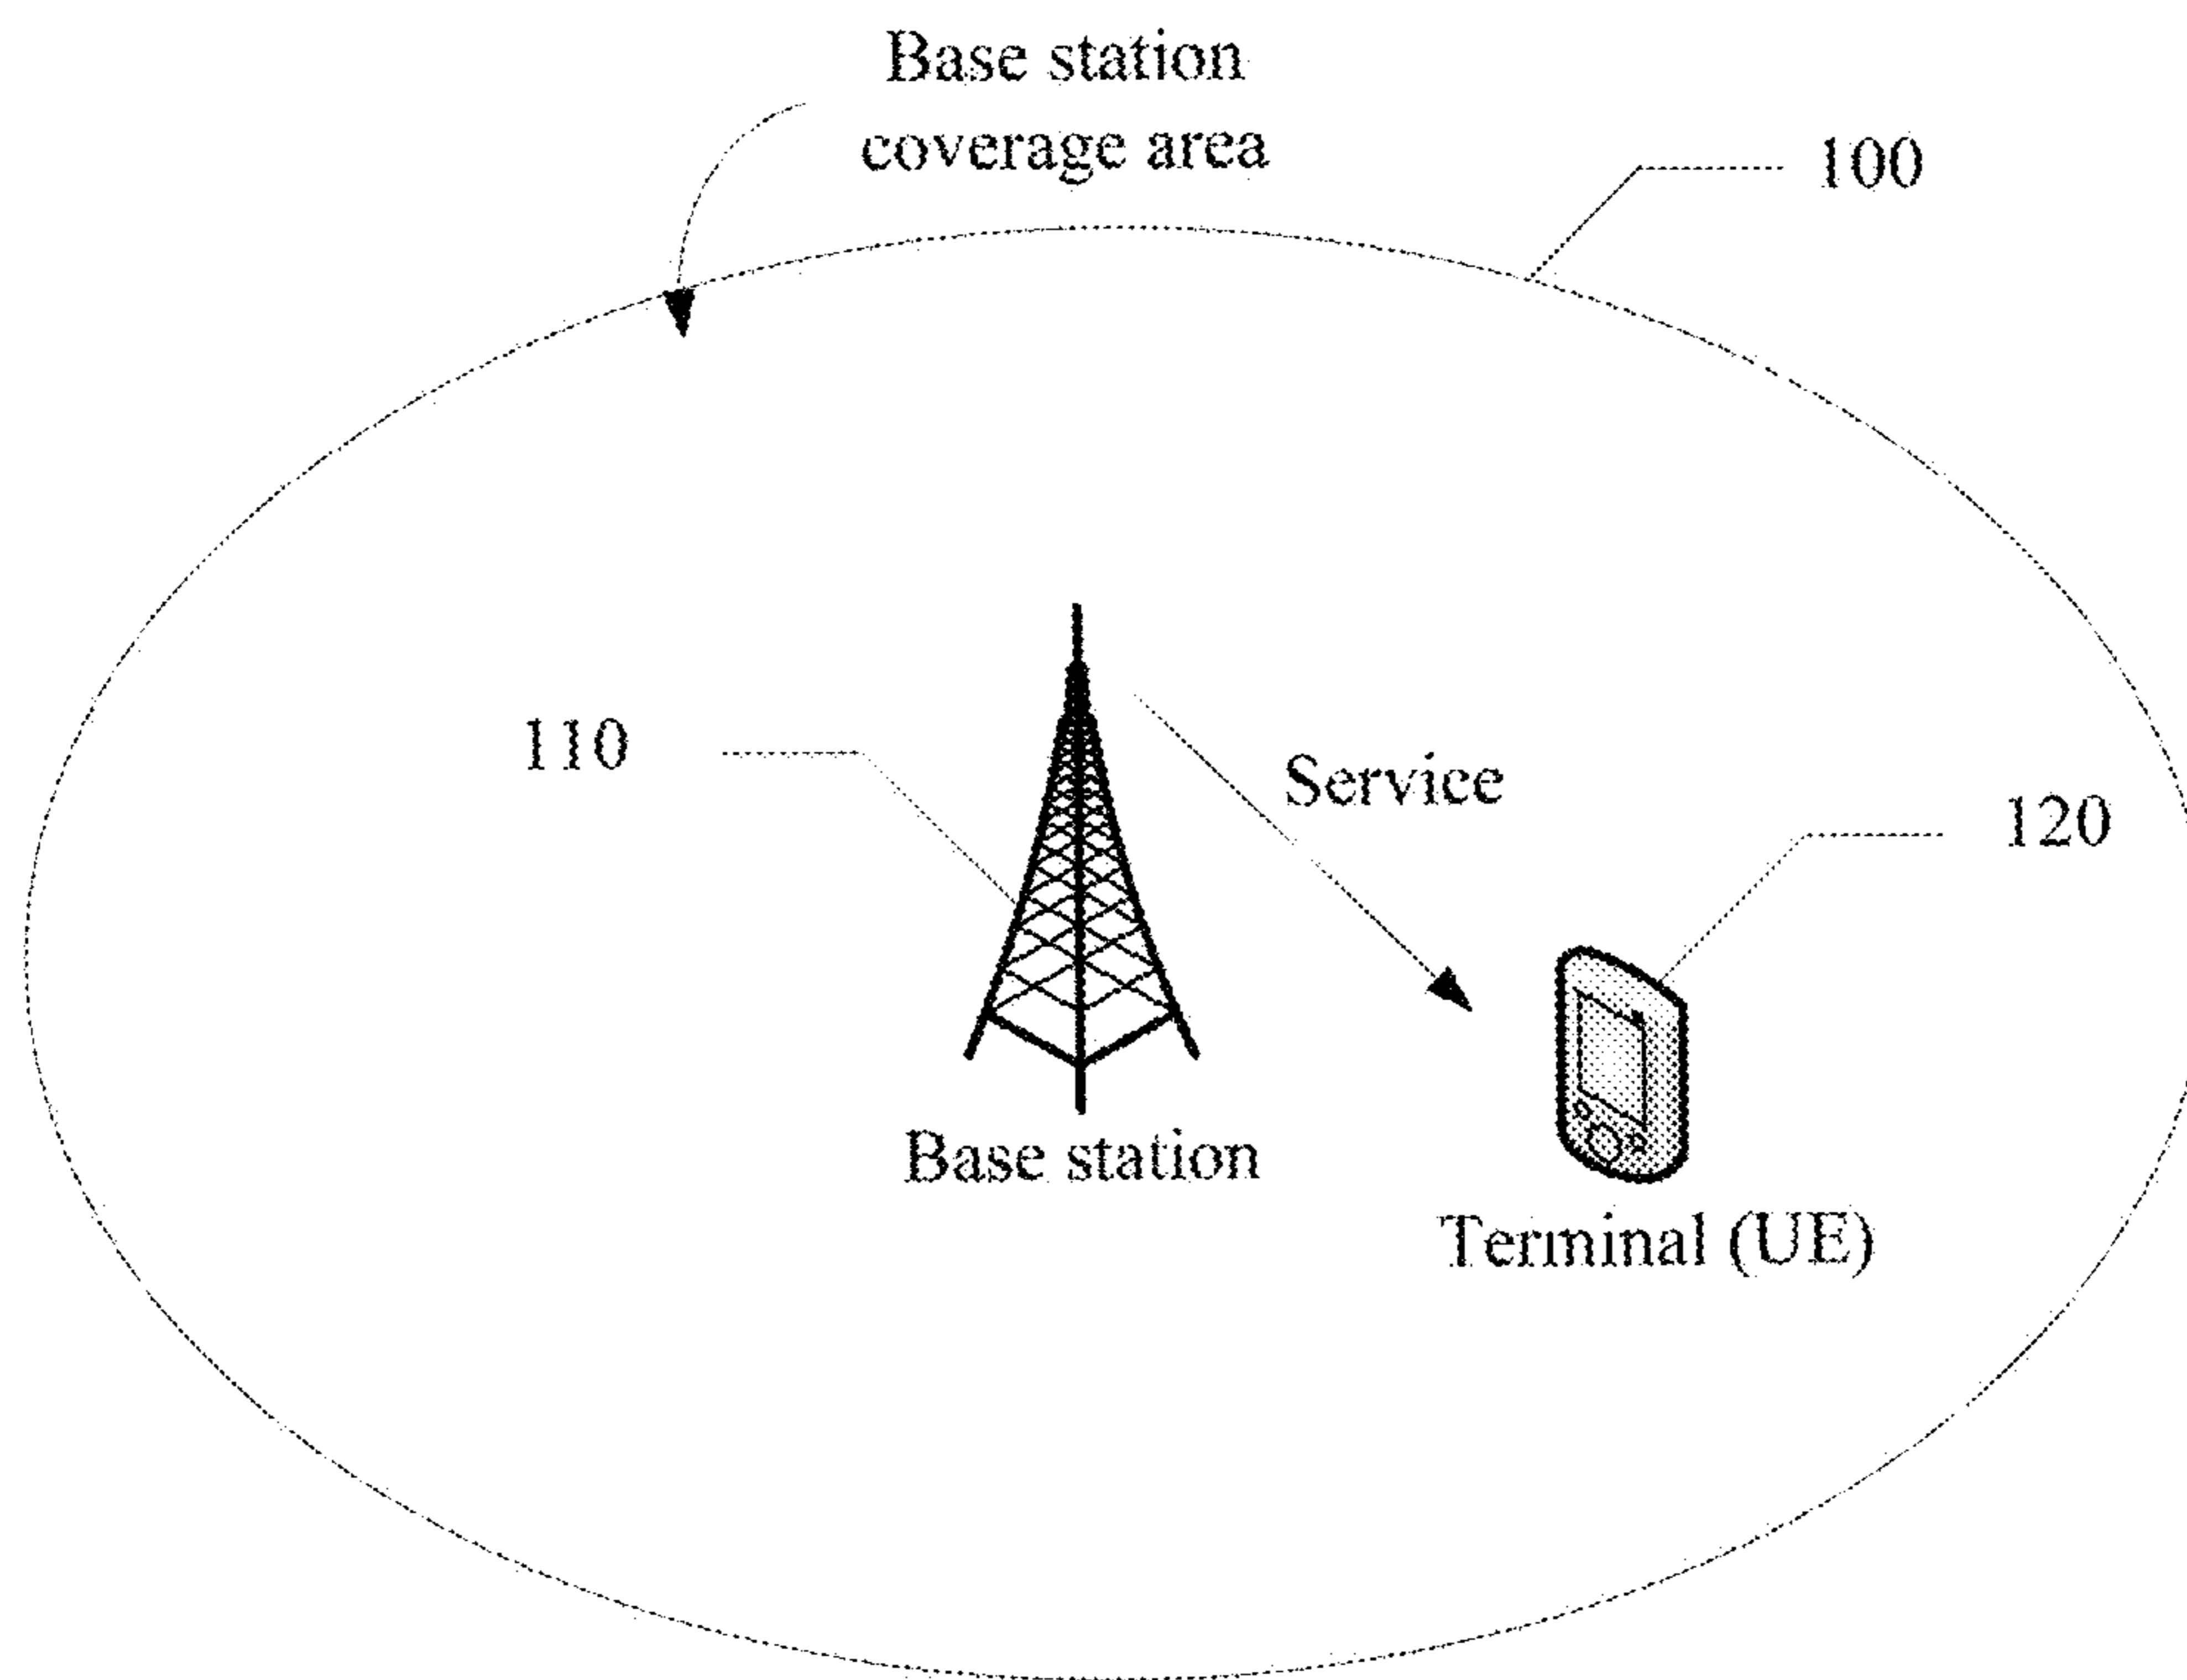 Base station
coverage area
100
110
Service
120
Base station
Terminal (UE)